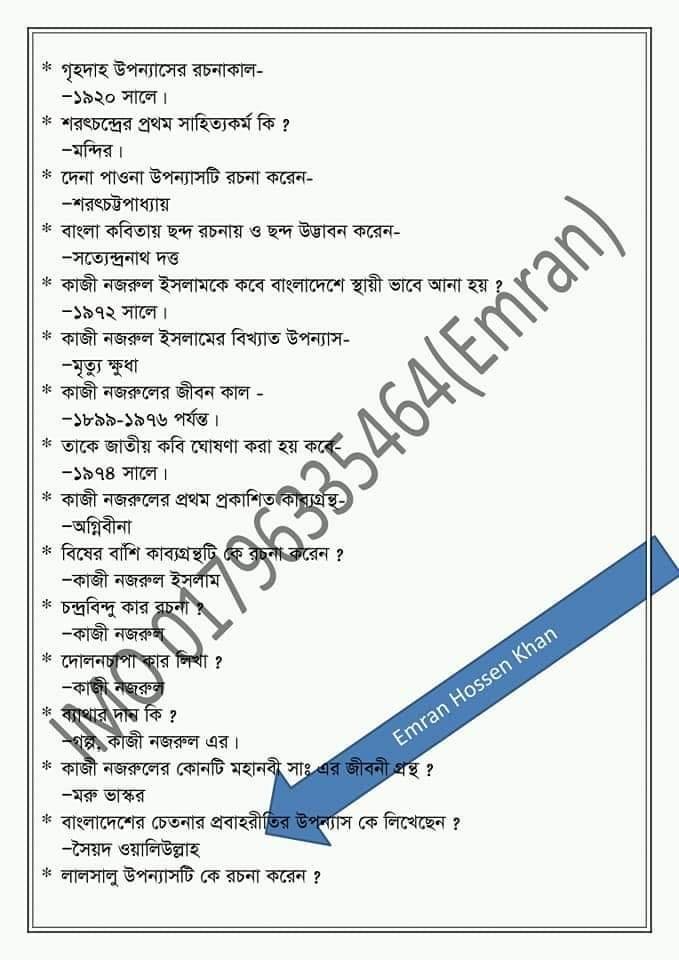 * গৃহদাহ উপন্যাসের রচনাকাল-
–১৯২০ সালে।
* শরৎচন্দ্রের প্রথম সাহিত্যকর্ম কি ?
–মন্দির।
* দেনা পাওনা উপন্যাসটি রচনা করেন-
–শরৎচট্টপাধ্যায়
* বাংলা কবিতায় ছন্দ রচনায় ও ছন্দ উদ্ভাবন করেন-
–সত্যেন্দ্রনাথ দত্ত
* কাজী নজরুল ইসলামকে কবে বাংলাদেশে স্থায়ী ভাবে আনা হয় ?
–১৯৭২ সালে।
* কাজী নজরুল ইসলামের বিখ্যাত উপন্যাস-
–মৃত্যু ক্ষুধা
* কাজী নজরুলের জীবন কাল -
–১৮৯৯-১৯৭৬ পর্যন্ত।
* তাকে জাতীয় কবি ঘোষণা করা হয় কবে-
–১৯৭৪ সালে।
* কাজী নজরুলের প্রথম প্রকাশিত কাব্যগ্রন্থ-
–অগ্নিবীনা
* বিষের বাঁশি কাব্যগ্রন্থটি কে রচনা করেন ?
–কাজী নজরুল ইসলাম
* চন্দ্রবিন্দু কার রচনা ?
–কাজী নজরুল
* দোলনচাপা কার লিখা ?
–কাজী নজরুল
* ব্যাথার দান কি ?
–গল্প, কাজী নজরুল এর।
* কাজী নজরুলের কোনটি মহানবী সাঃ এর জীবনী গ্রন্থ ?
–মরু ভাস্কর
* বাংলাদেশের চেতনার প্রবাহরীতির উপন্যাস কে লিখেছেন ?
–সৈয়দ ওয়ালিউল্লাহ
* লালসালু উপন্যাসটি কে রচনা করেন ?
IMO 01796335464(Emran)
Emran Hossen Khan